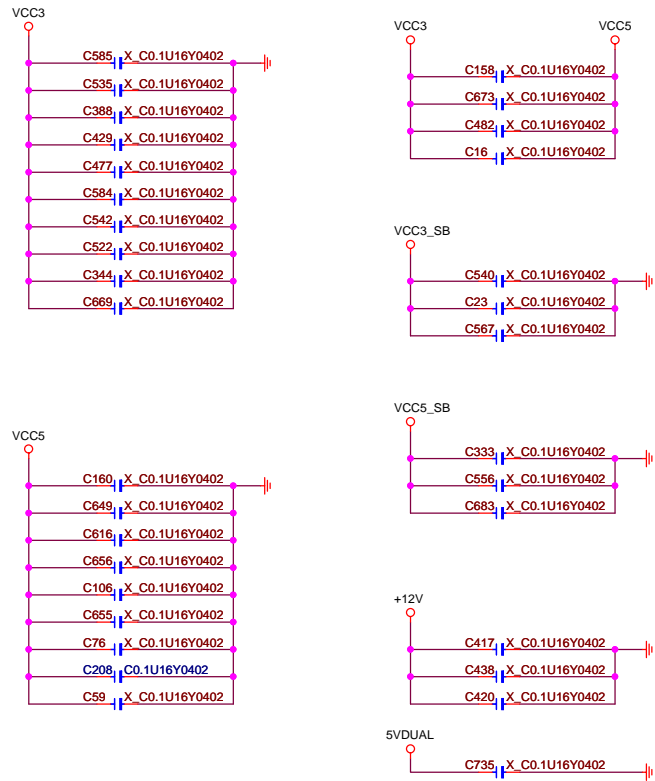 VCC3
C585 X_C0.1U16Y0402
C535 X_C0.1U16Y0402
C388 X_C0.1U16Y0402
C429 X_C0.1U16Y0402
C477 X_C0.1U16Y0402
C584 X_C0.1U16Y0402
C542 X_C0.1U16Y0402
C522 X_C0.1U16Y0402
C344 X_C0.1U16Y0402
C669 X_C0.1U16Y0402
VCC5
C160 X_C0.1U16Y0402
C649 X_C0.1U16Y0402
C616 X_C0.1U16Y0402
C656 X_C0.1U16Y0402
C106 X_C0.1U16Y0402
C655 X_C0.1U16Y0402
C76 X_C0.1U16Y0402
C208 C0.1U16Y0402
C59 X_C0.1U16Y0402
VCC3 VCC5
C158 X_C0.1U16Y0402
C673 X_C0.1U16Y0402
C482 X_C0.1U16Y0402
C16 X_C0.1U16Y0402
VCC3_SB
C540 X_C0.1U16Y0402
C23 X_C0.1U16Y0402
C567 X_C0.1U16Y0402
VCC5_SB
C333 X_C0.1U16Y0402
C556 X_C0.1U16Y0402
C683 X_C0.1U16Y0402
+12V
C417 X_C0.1U16Y0402
C438 X_C0.1U16Y0402
C420 X_C0.1U16Y0402
5VDUAL
C735 X_C0.1U16Y0402